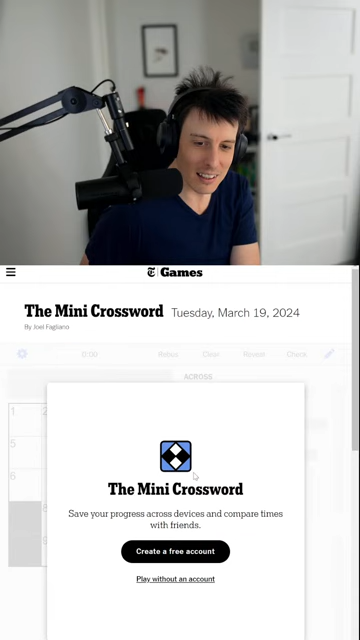 Games
The Mini Crossword Tuesday, March 19, 2024
By Joel Fagliano
0:00 Rebus Clear Reveal Check
ACROSS
1 2
5
6
8
9
The Mini Crossword
Save your progress across devices and compare times
with friends.
Create a free account
Play without an account